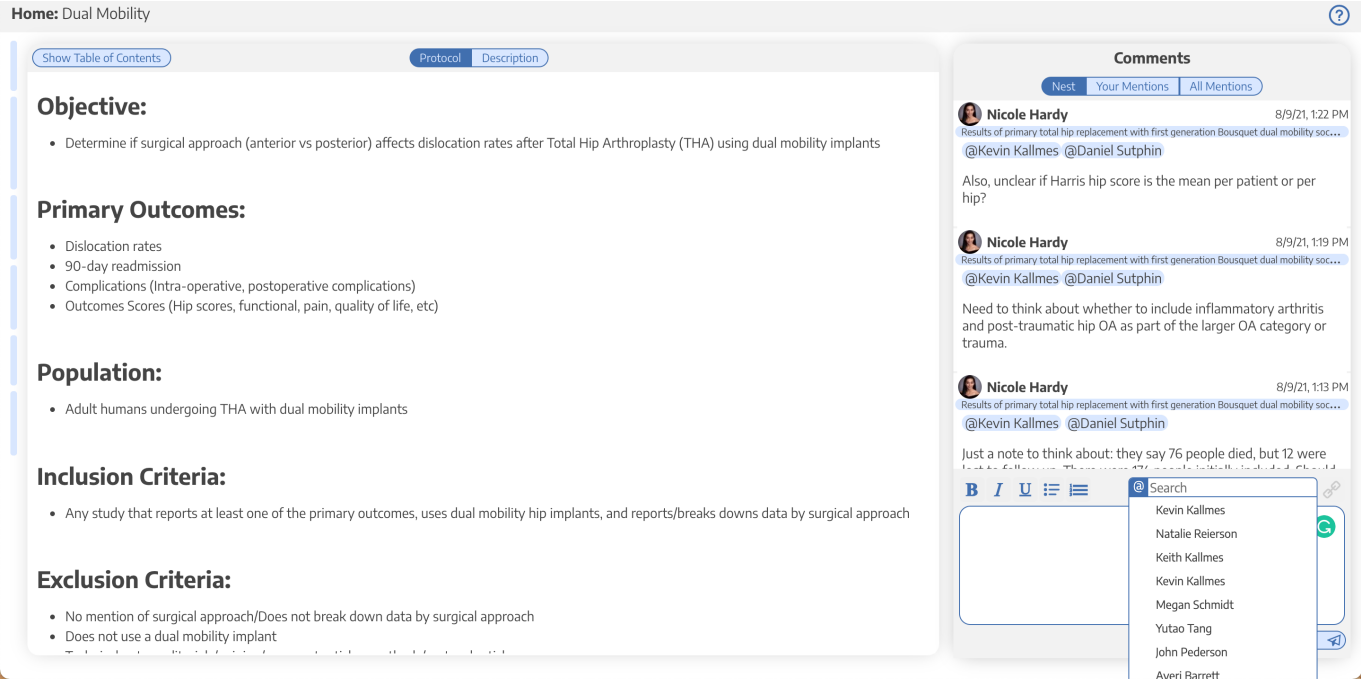 Home: Dual Mobility
?
Show Table of Contents
Protocol
Description
Objective:
• Determine if surgical approach (anterior vs posterior) affects dislocation rates after Total Hip Arthroplasty (THA) using dual mobility implants
Primary Outcomes:
• Dislocation rates
• 90-day readmission
• Complications (Intra-operative, postoperative complications)
• Outcomes Scores (Hip scores, functional, pain, quality of life, etc)
Population:
• Adult humans undergoing THA with dual mobility implants
Inclusion Criteria:
• Any study that reports at least one of the primary outcomes, uses dual mobility hip implants, and reports/breaks downs data by surgical approach
Exclusion Criteria:
• No mention of surgical approach/Does not break down data by surgical approach
• Does not use a dual mobility implant
Comments
Nest
Your Mentions
All Mentions
Nicole Hardy 8/9/21, 1:22 PM
Results of primary total hip replacement with first generation Bousquet dual mobility soc...
@Kevin Kallmes @Daniel Sutphin
Also, unclear if Harris hip score is the mean per patient or per
hip?
Nicole Hardy 8/9/21, 1:19 PM
Results of primary total hip replacement with first generation Bousquet dual mobility soc...
@Kevin Kallmes @Daniel Sutphin
Need to think about whether to include inflammatory arthritis
and post-traumatic hip OA as part of the larger OA category or
trauma.
Nicole Hardy 8/9/21, 1:13 PM
Results of primary total hip replacement with first generation Bousquet dual mobility soc...
@Kevin Kallmes @Daniel Sutphin
Just a note to think about: they say 76 people died, but 12 were
B I U
@ Search
Kevin Kallmes
Natalie Reierson
Keith Kallmes
Kevin Kallmes
Megan Schmidt
Yutao Tang
John Pederson
Averi Barrett